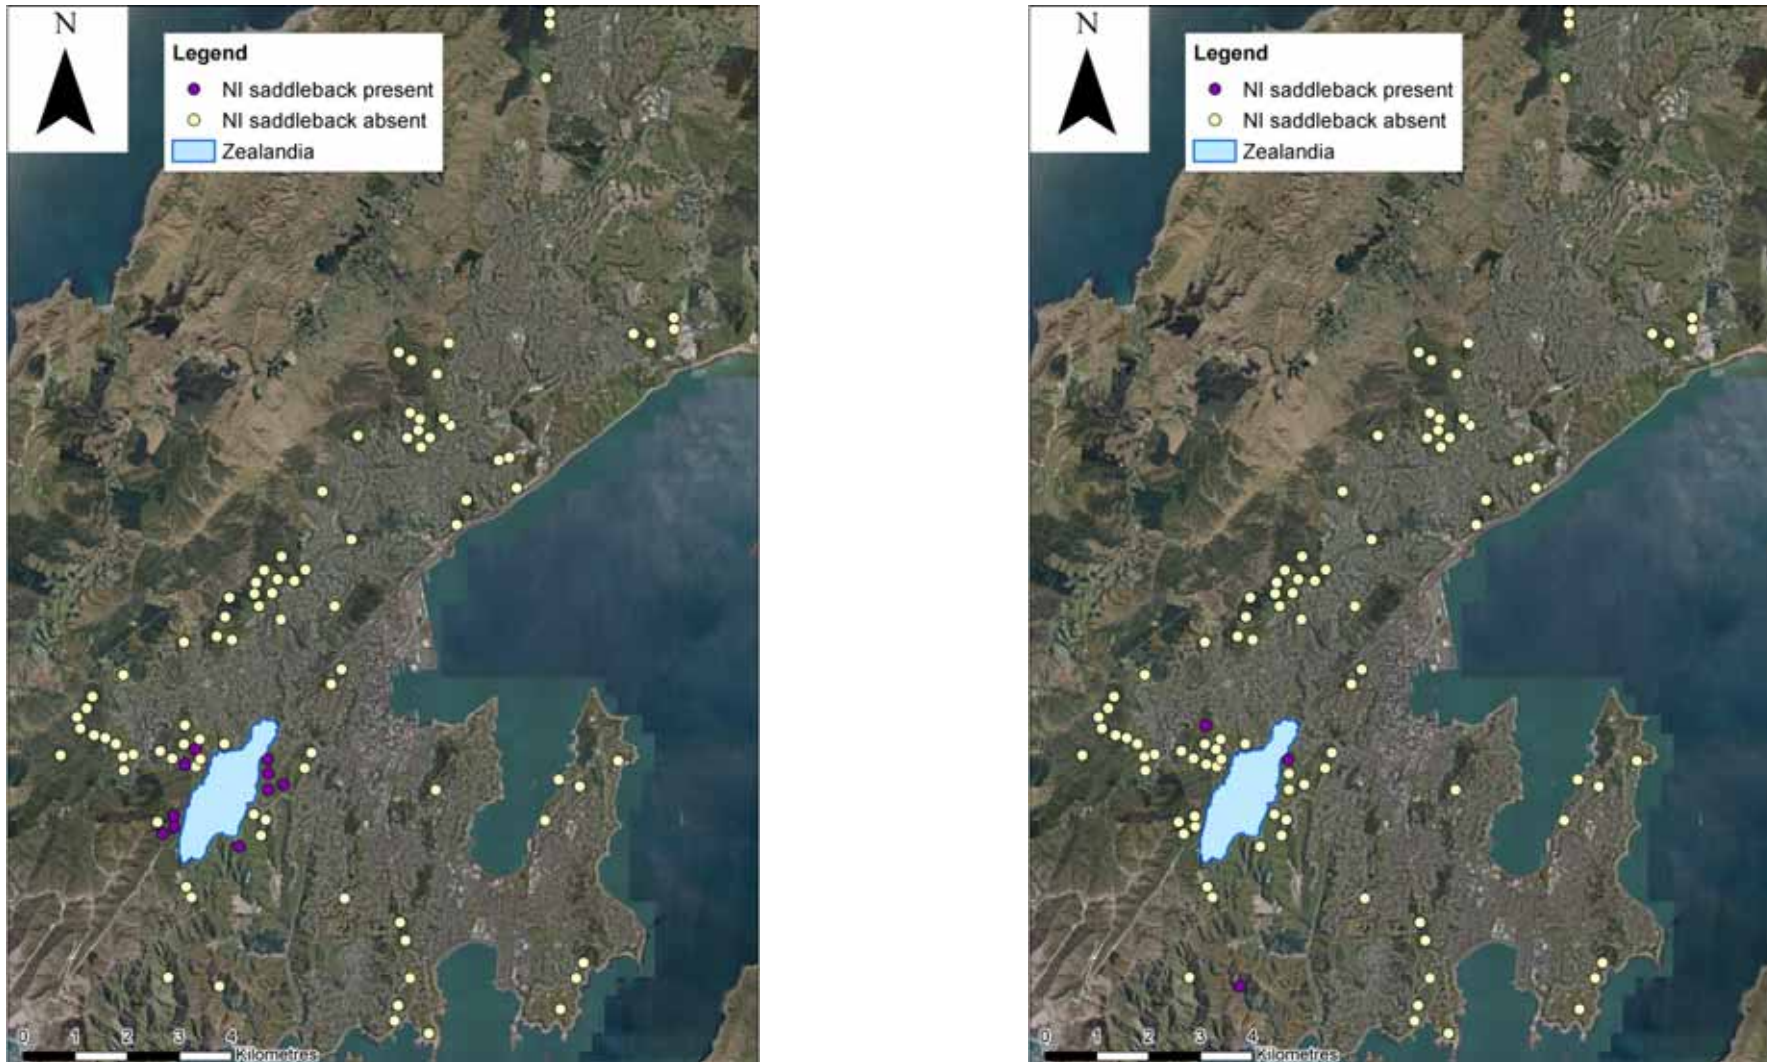 N
Legend
NI saddleback present
NI saddleback absent
Zealandia
0 1 2 3 4
Kilometres
N
Legend
NI saddleback present
NI saddleback absent
Zealandia
0 1 2 3 4
Kilometres